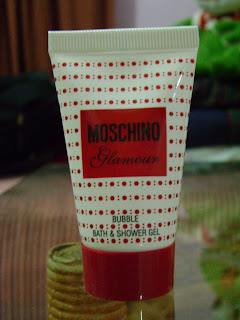 MOSCHINO
Glamour
BUBBLE
BATH & SHOWER GEL